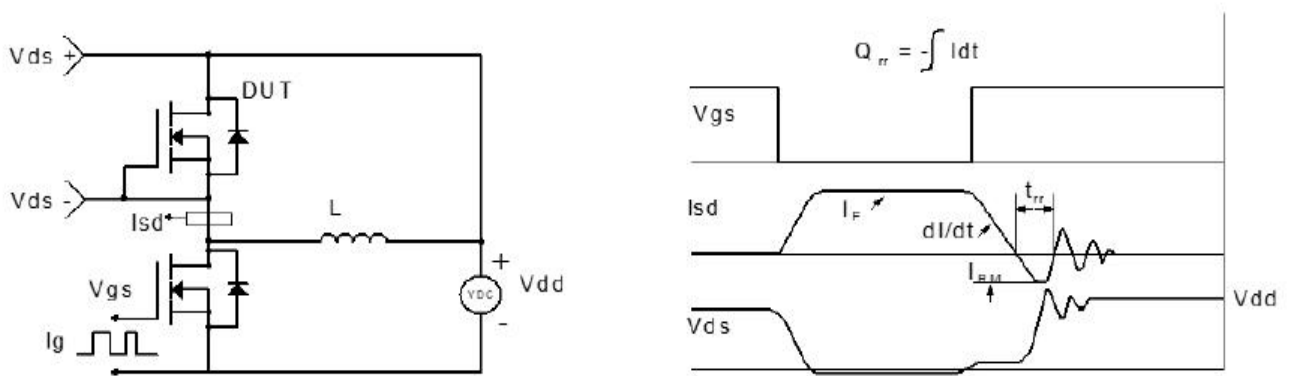 Vds +
DUT
Vds -
Isd
L
Vgs
Ig
VDC
+
-
Vdd
Q rr = -∫ Idt
Vgs
Isd
I F
dI/dt
t rr
I RM
Vds
Vdd